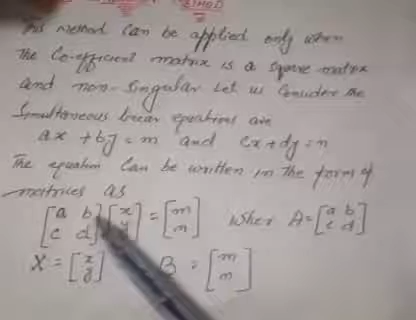 METHOD
This method can be applied only when
the co-efficient matrix is a square matrix
and non-singular Let us consider the
simultaneous linear equations are
ax + by = m and cx + dy = n
The equation can be written in the form of
matrices as
[a b] [x] = [m] Wher A = [a b]
[c d] [y] [n] [c d]
X = [x] B = [m]
[y] [n]